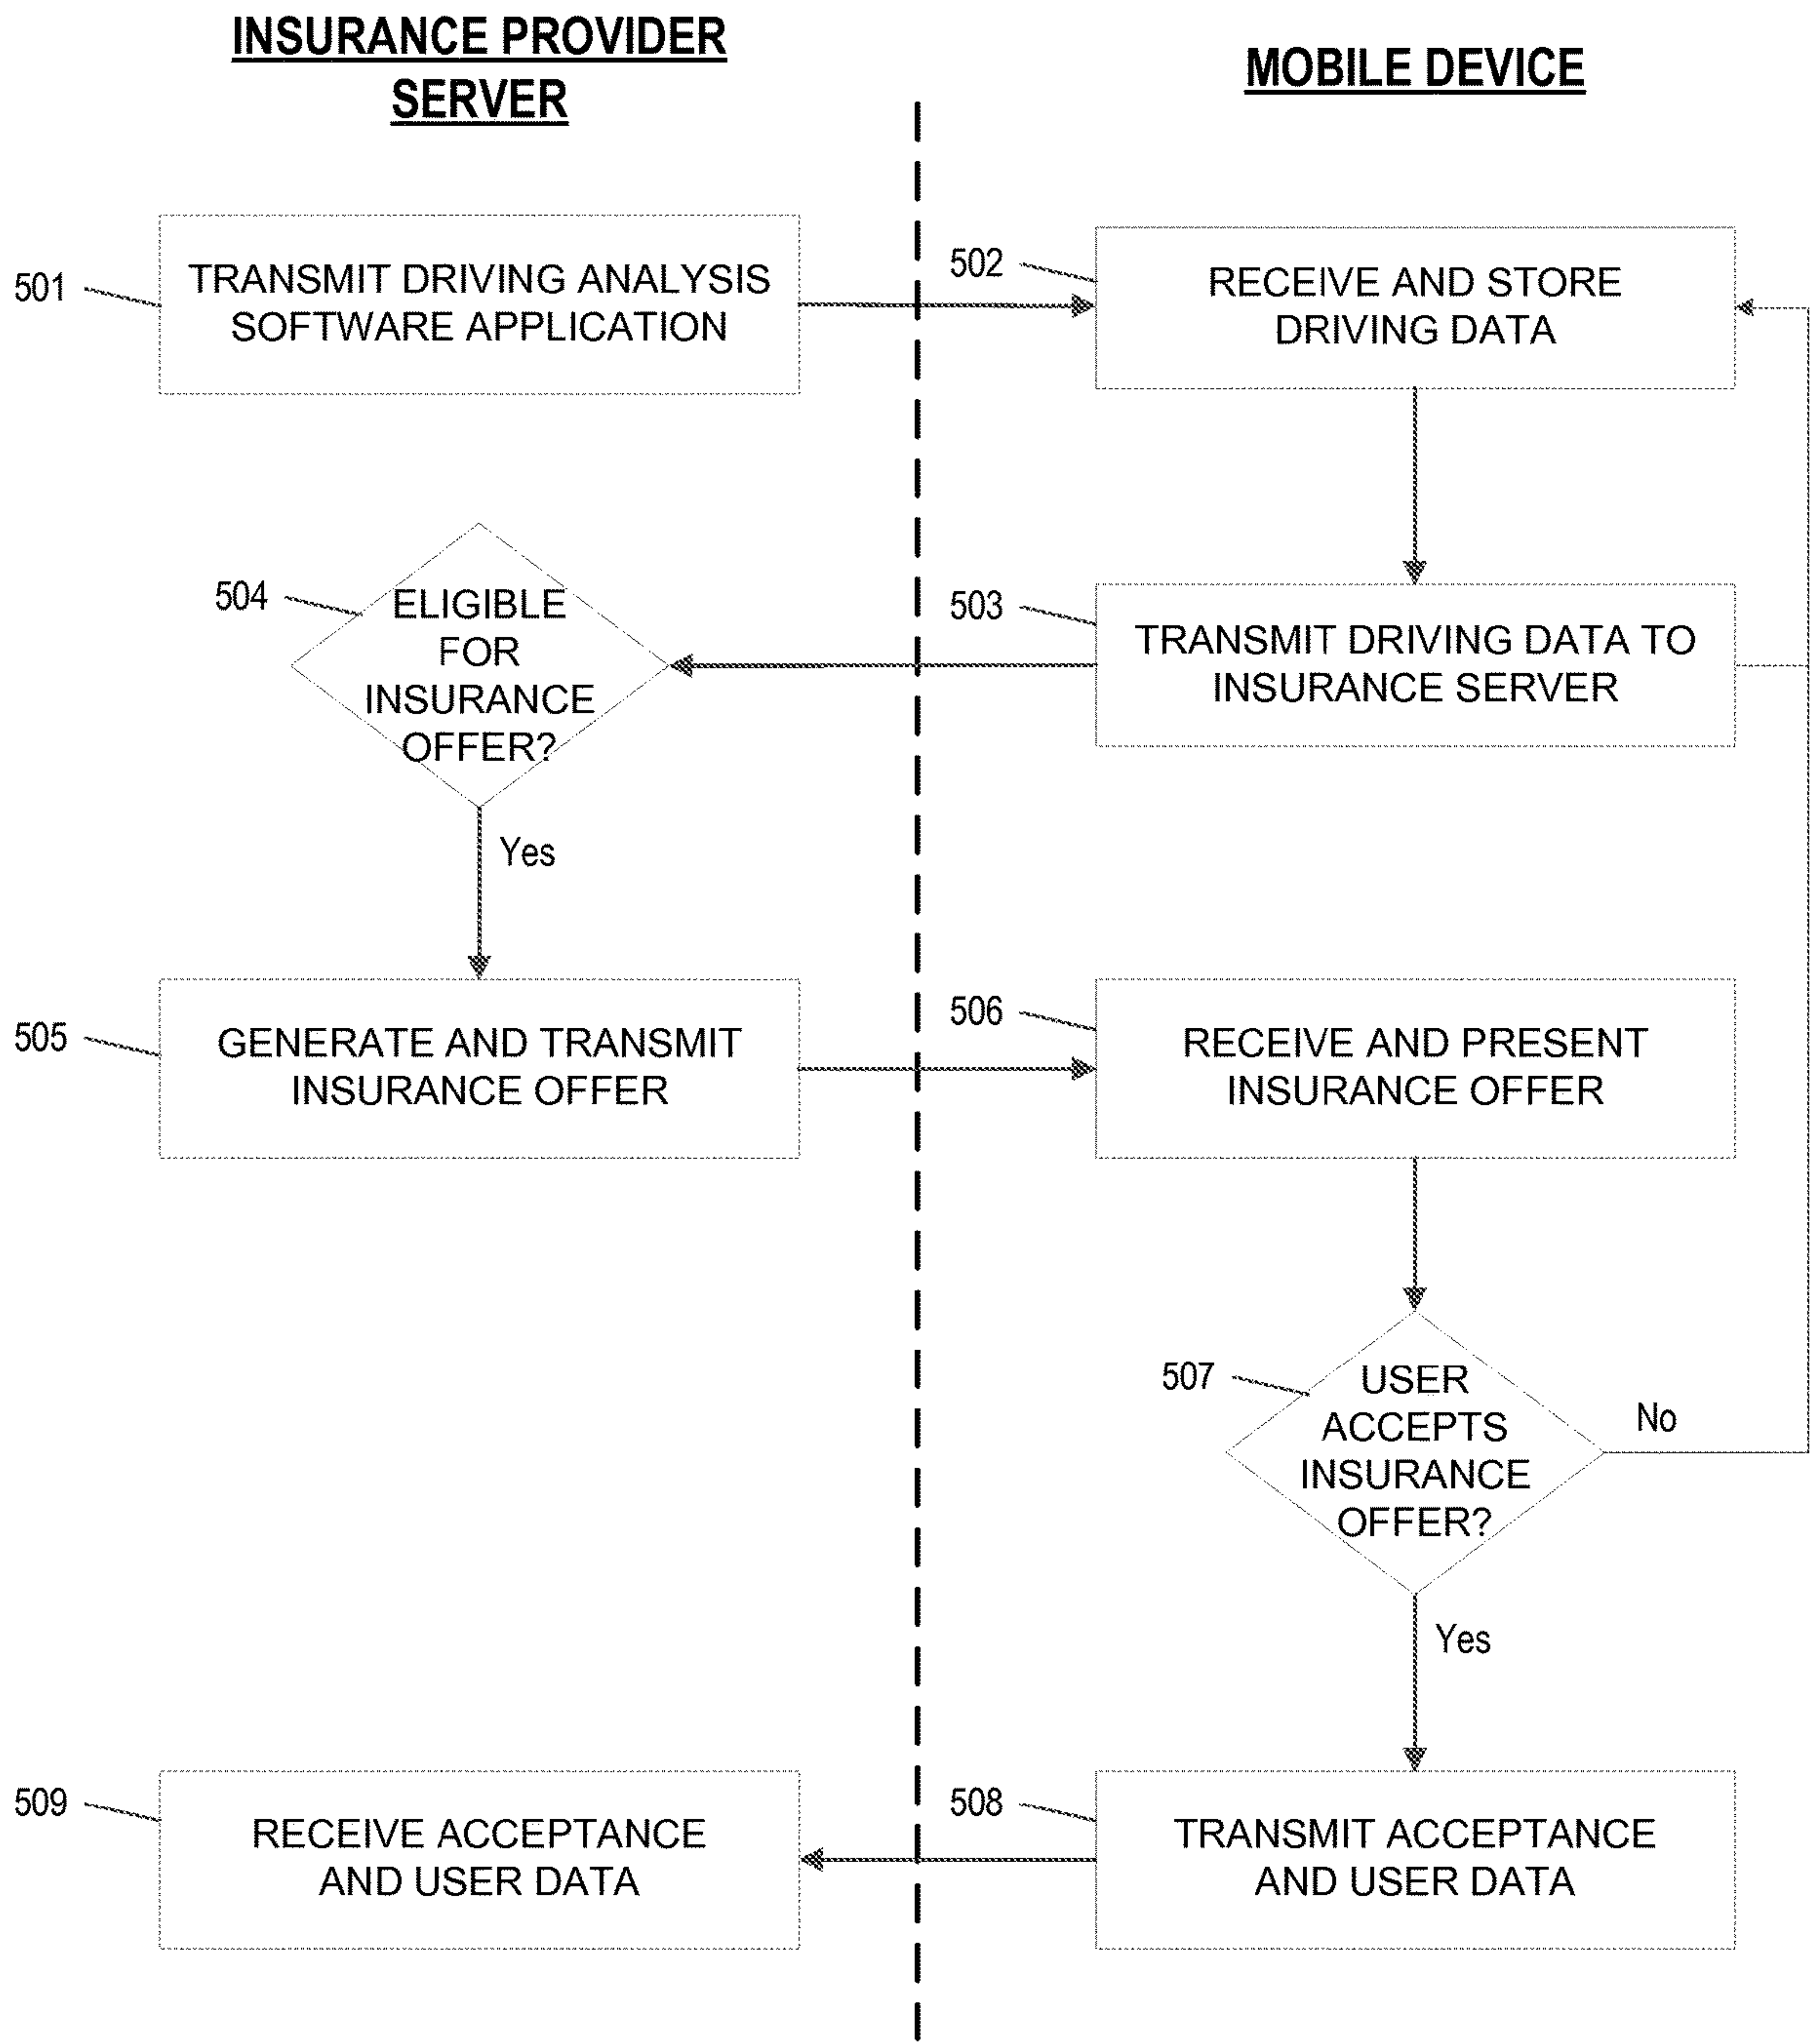 INSURANCE PROVIDER
SERVER
MOBILE DEVICE
501
TRANSMIT DRIVING ANALYSIS
SOFTWARE APPLICATION
502
RECEIVE AND STORE
DRIVING DATA
503
TRANSMIT DRIVING DATA TO
INSURANCE SERVER
504
ELIGIBLE
FOR
INSURANCE
OFFER?
Yes
505
GENERATE AND TRANSMIT
INSURANCE OFFER
506
RECEIVE AND PRESENT
INSURANCE OFFER
507
USER
ACCEPTS
INSURANCE
OFFER?
No
Yes
508
TRANSMIT ACCEPTANCE
AND USER DATA
509
RECEIVE ACCEPTANCE
AND USER DATA